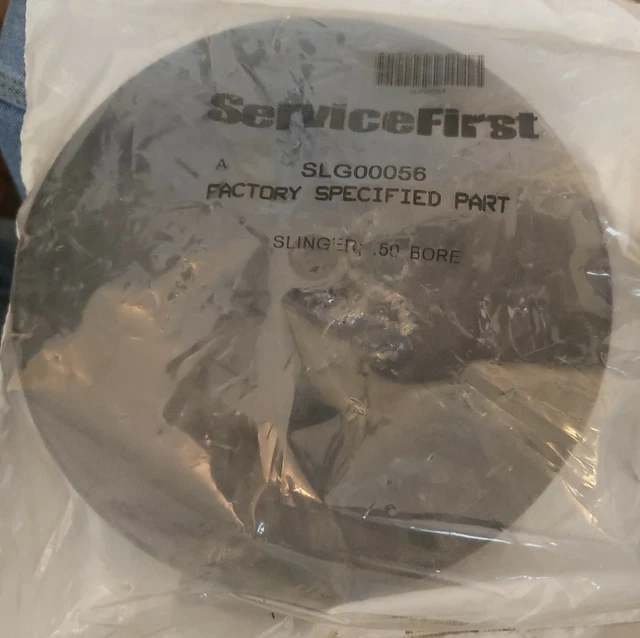 ServiceFirst
A SLG00056
FACTORY SPECIFIED PART
SLINGER; .50 BORE